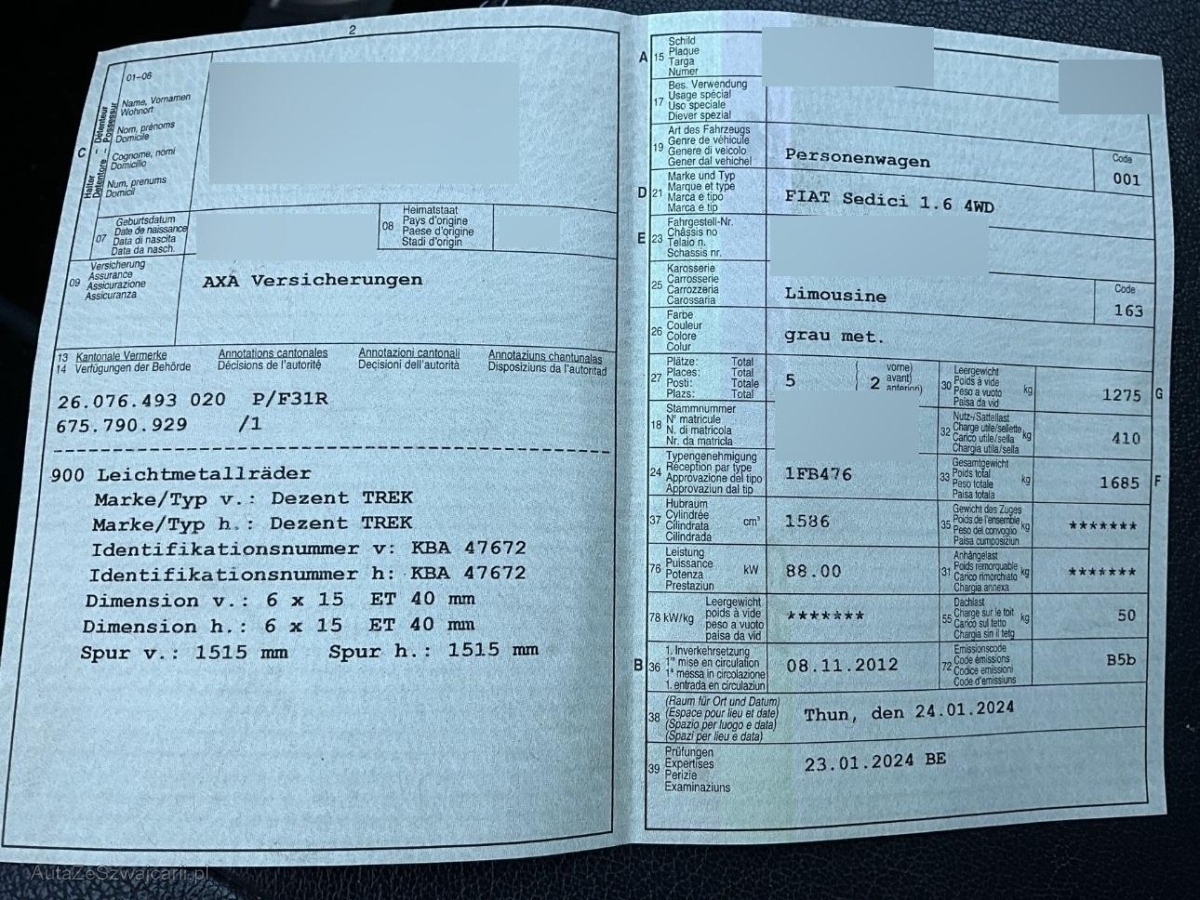 2
01–06
Name, Vornamen
Wohnort
Nom, prénoms
Domicile
Cognome, nomi
Domicilio
Num, prenums
Domicil
C
Halter – Détenteur
Detentore – Possessur
07
Geburtsdatum
Date de naissance
Data di nascita
Data da nasch.
08
Heimatstaat
Pays d'origine
Paese d'origine
Stadi d'origin
09
Versicherung
Assurance
Assicurazione
Assicuranza
AXA Versicherungen
13 Kantonale Vermerke Annotations cantonales Annotazioni cantonali Annotaziuns chantunalas
14 Verfügungen der Behörde Décisions de l'autorité Decisioni dell'autorità Disposiziuns da l'autoritad
26.076.493 020 P/F31R
675.790.929 /1
900 Leichtmetallräder
Marke/Typ v.: Dezent TREK
Marke/Typ h.: Dezent TREK
Identifikationsnummer v: KBA 47672
Identifikationsnummer h: KBA 47672
Dimension v.: 6 x 15 ET 40 mm
Dimension h.: 6 x 15 ET 40 mm
Spur v.: 1515 mm Spur h.: 1515 mm
A 15
Schild
Plaque
Targa
Numer
17
Bes. Verwendung
Usage spécial
Uso speciale
Diever spezial
19
Art des Fahrzeugs
Genre de véhicule
Genere di veicolo
Gener dal vehichel
Personenwagen
Code
001
D 21
Marke und Typ
Marque et type
Marca e tipo
Marca e tip
FIAT Sedici 1.6 4WD
E 23
Fahrgestell-Nr.
Châssis no
Telaio n.
Schassis nr.
25
Karosserie
Carrosserie
Carrozzeria
Carossaria
Limousine
Code
163
26
Farbe
Couleur
Colore
Colur
grau met.
27
Plätze: Total
Places: Total
Posti: Totale
Plazs: Total
5
( 2
vorne)
avant)
anteriori)
30
Leergewicht
Poids à vide
Peso a vuoto
Paisa da vid
kg
1275
G
18
Stammnummer
N° matricule
N. di matricola
Nr. da matricla
32
Nutz-/Sattellast
Charge utile/sellette
Carico utile/sella
Chargia utila/sella
kg
410
24
Typengenehmigung
Réception par type
Approvazione del tipo
Approvaziun dal tip
1FB476
33
Gesamtgewicht
Poids total
Peso totale
Paisa totala
kg
1685
F
37
Hubraum
Cylindrée
Cilindrata
Cilindrada
cm³
1586
35
Gewicht des Zuges
Poids de l'ensemble
Peso del convoglio
Paisa cumposiziun
kg
*******
76
Leistung
Puissance
Potenza
Prestaziun
kW
88.00
31
Anhängelast
Poids remorquable
Carico rimorchiato
Chargia annexa
kg
*******
78 kW/kg
Leergewicht
poids à vide
peso a vuoto
paisa da vid
*******
55
Dachlast
Charge sur le toit
Carico sul tetto
Chargia sin il tetg
kg
50
B 36
1. Inverkehrsetzung
1re mise en circulation
1a messa in circolazione
1. entrada en circulaziun
08.11.2012
72
Emissionscode
Code émissions
Codice emissioni
Code d'emissiuns
B5b
38
(Raum für Ort und Datum)
(Espace pour lieu et date)
(Spazio per luogo e data)
(Spazi per lieu e data)
Thun, den 24.01.2024
39
Prüfungen
Expertises
Perizie
Examinaziuns
23.01.2024 BE
AutaZeSzwajcarii.pl